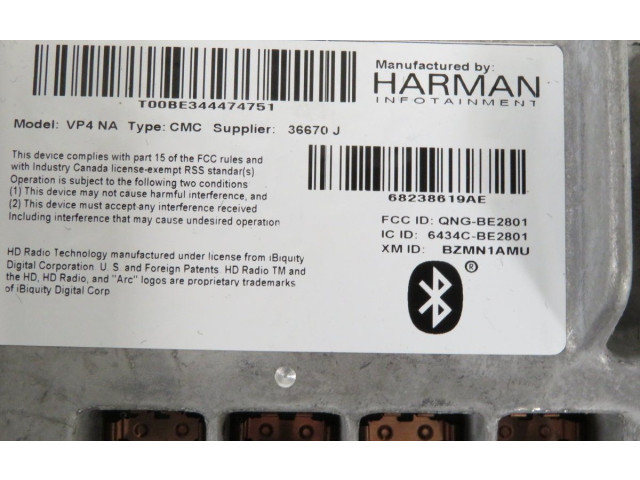 T00BE344474751
Manufactured by:
HARMAN
INFOTAINMENT
Model: VP4 NA Type: CMC Supplier: 36670 J
This device complies with part 15 of the FCC rules and
with Industry Canada license-exempt RSS standar(s)
Operation is subject to the following two conditions
(1) This device may not cause harmful interference, and
(2) This device must accept any interference received
Including interference that may cause undesired operation
68238619AE
FCC ID: QNG-BE2801
IC ID: 6434C-BE2801
XM ID: BZMN1AMU
HD Radio Technology manufactured under license from iBiquity
Digital Corporation. U.S. and Foreign Patents. HD Radio TM and
the HD, HD Radio, and "Arc" logos are proprietary trademarks
of iBiquity Digital Corp
®